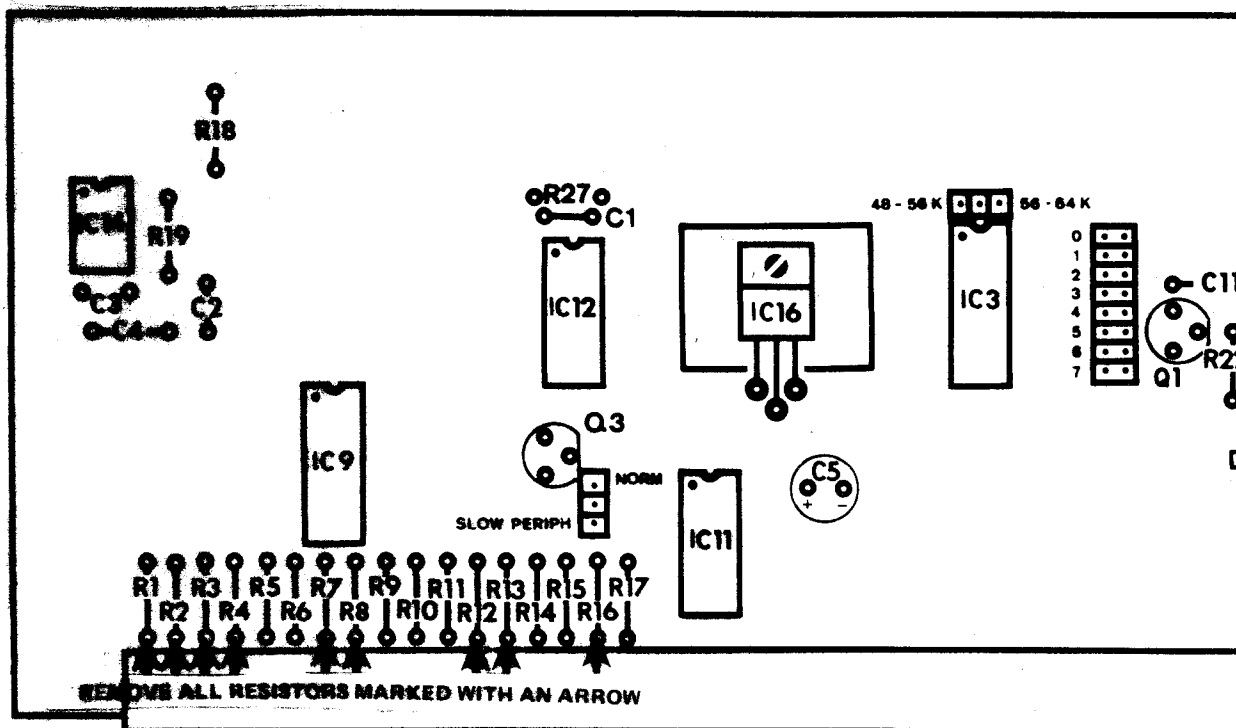 R18
R27
C1
48 - 56 K
56 - 64 K
IC14
R19
0
1
2
3
4
5
6
7
C3
C4
C2
IC12
IC16
IC3
C11
R22
Q1
Q3
IC9
NORM
SLOW PERIPH
C5
+ −
IC11
R1 R3 R5 R7 R9 R11 R13 R15 R17
R2 R4 R6 R8 R10 R12 R14 R16
REMOVE ALL RESISTORS MARKED WITH AN ARROW